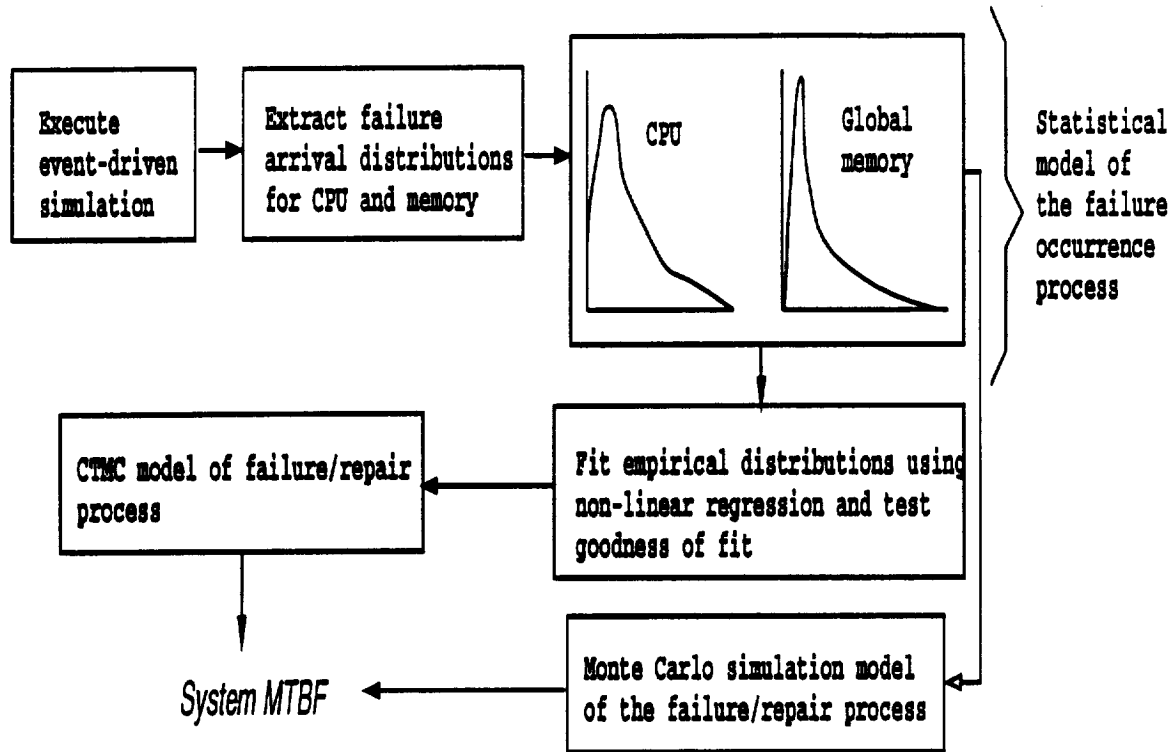 Execute
event-driven
simulation
Extract failure
arrival distributions
for CPU and memory
CPU
Global
memory
Statistical
model of
the failure
occurrence
process
CTMC model of failure/repair
process
Fit empirical distributions using
non-linear regression and test
goodness of fit
System MTBF
Monte Carlo simulation model
of the failure/repair process